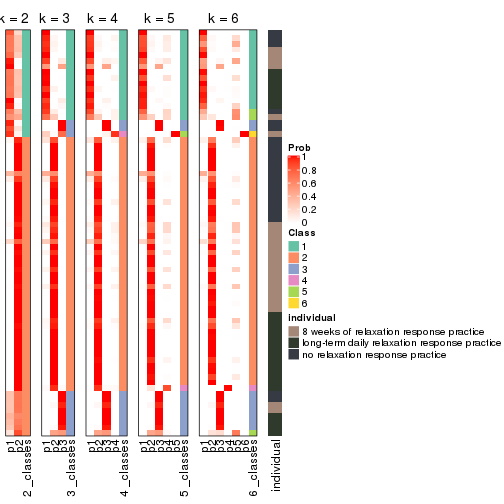 k = 2 k = 3 k = 4 k = 5 k = 6
Prob
1
0.8
0.6
0.4
0.2
0
Class
1
2
3
4
5
6
individual
8 weeks of relaxation response practice
long-term daily relaxation response practice
no relaxation response practice
p1 p2 2_classes p1 p2 p3 3_classes p1 p2 p3 p4 4_classes p1 p2 p3 p4 p5 5_classes p1 p2 p3 p4 p5 p6 6_classes individual